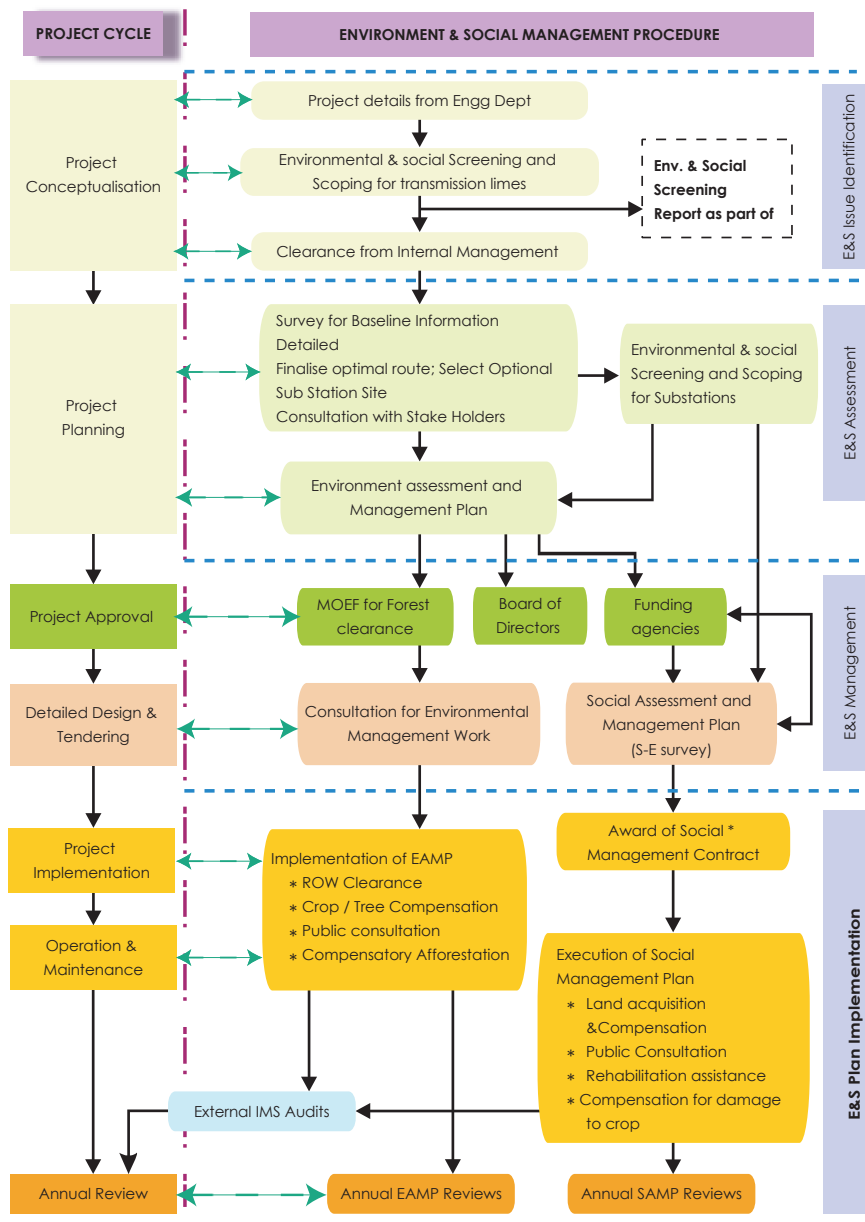 PROJECT CYCLE
ENVIRONMENT & SOCIAL MANAGEMENT PROCEDURE
Project
Conceptualisation
Project details from Engg Dept
Environmental & social Screening and
Scoping for transmission limes
Env. & Social
Screening
Report as part of
Clearance from Internal Management
E&S Issue Identification
Project
Planning
Survey for Baseline Information
Detailed
Finalise optimal route; Select Optional
Sub Station Site
Consultation with Stake Holders
Environmental & social
Screening and Scoping
for Substations
Environment assessment and
Management Plan
E&S Assessment
Project Approval
MOEF for Forest
clearance
Board of
Directors
Funding
agencies
Detailed Design &
Tendering
Consultation for Environmental
Management Work
Social Assessment and
Management Plan
(S-E survey)
E&S Management
Project
Implementation
Implementation of EAMP
* ROW Clearance
* Crop / Tree Compensation
* Public consultation
* Compensatory Afforestation
Award of Social *
Management Contract
Operation &
Maintenance
Execution of Social
Management Plan
* Land acquisition
&Compensation
* Public Consultation
* Rehabilitation assistance
* Compensation for damage
to crop
External IMS Audits
E&S Plan Implementation
Annual Review
Annual EAMP Reviews
Annual SAMP Reviews